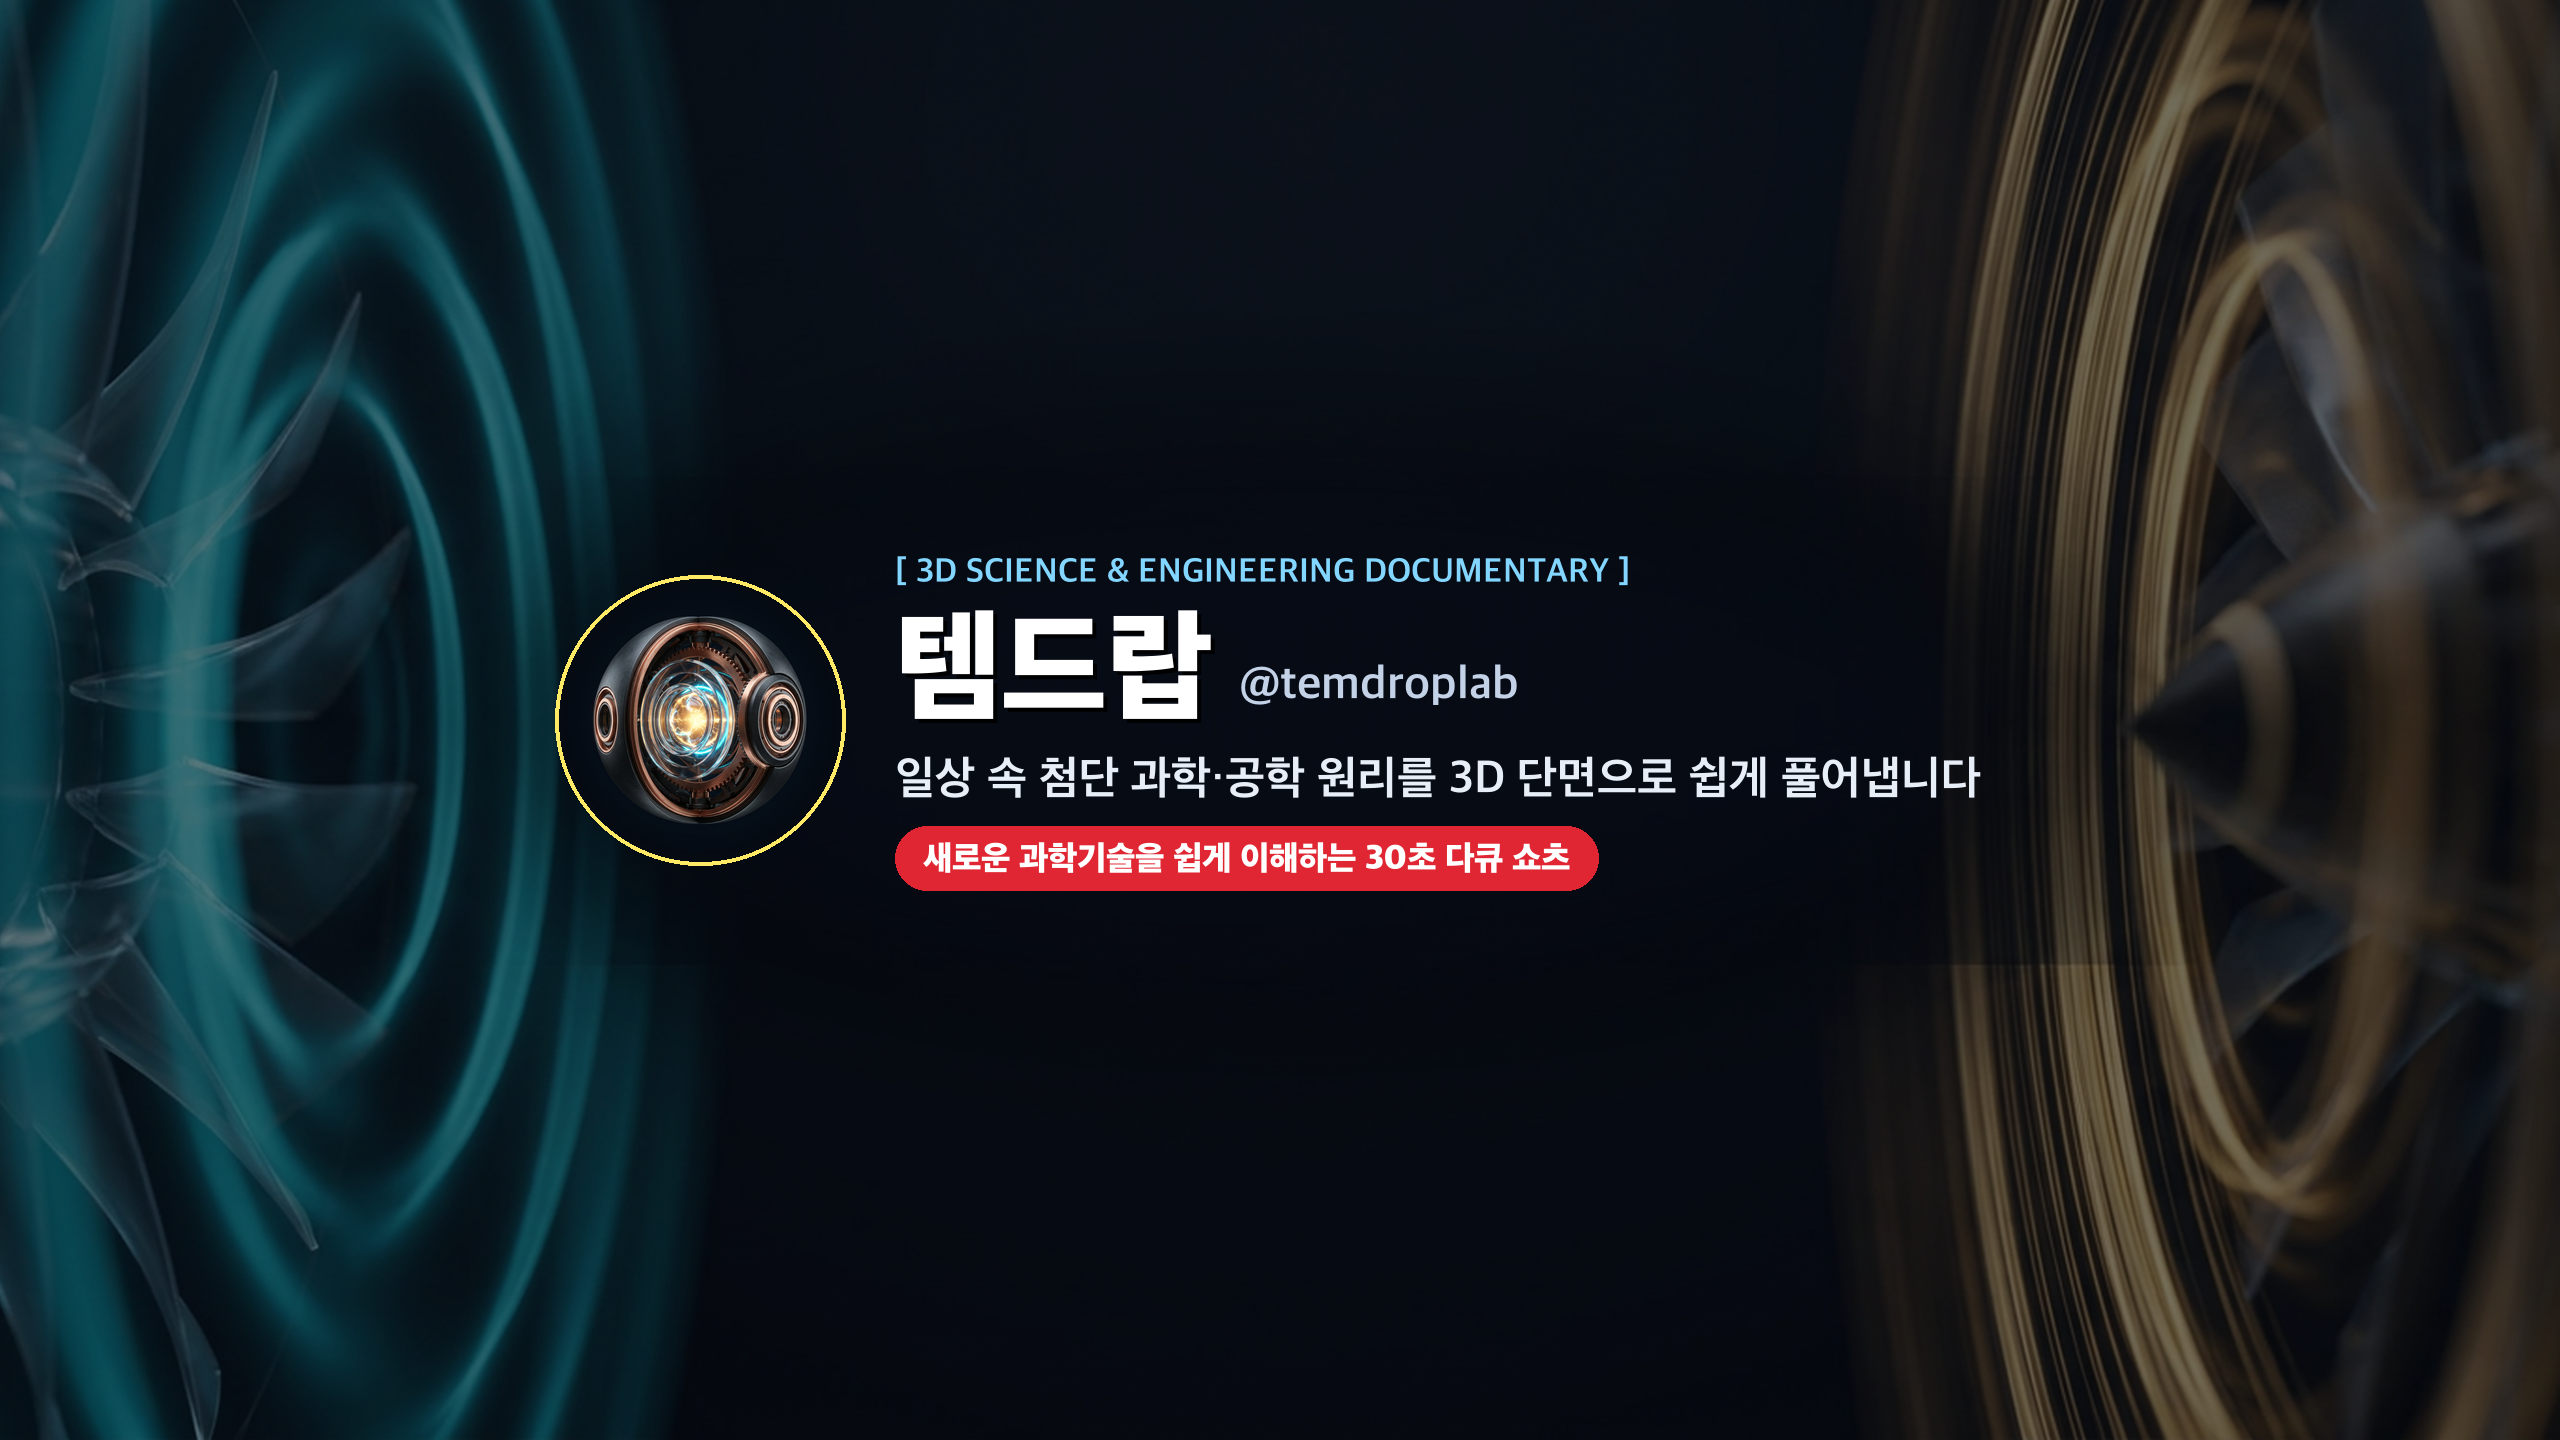 [ 3D SCIENCE & ENGINEERING DOCUMENTARY ]
템드랍 @temdroplab
일상 속 첨단 과학·공학 원리를 3D 단면으로 쉽게 풀어냅니다
새로운 과학기술을 쉽게 이해하는 30초 다큐 쇼츠